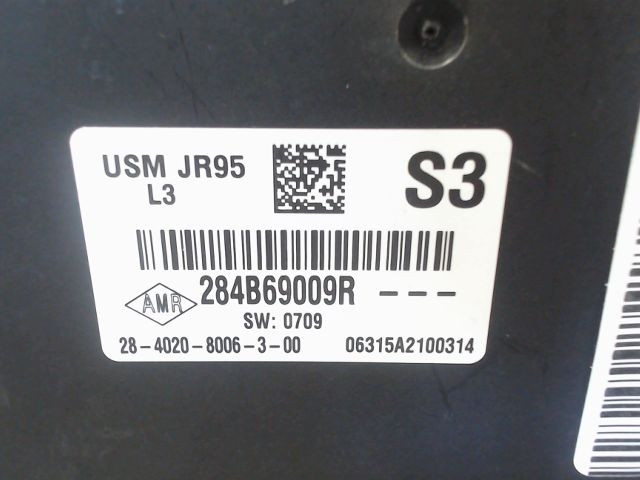 USM JR95
L3
S3
284B69009R - - -
AMR
SW: 0709
28-4020-8006-3-00
06315A2100314